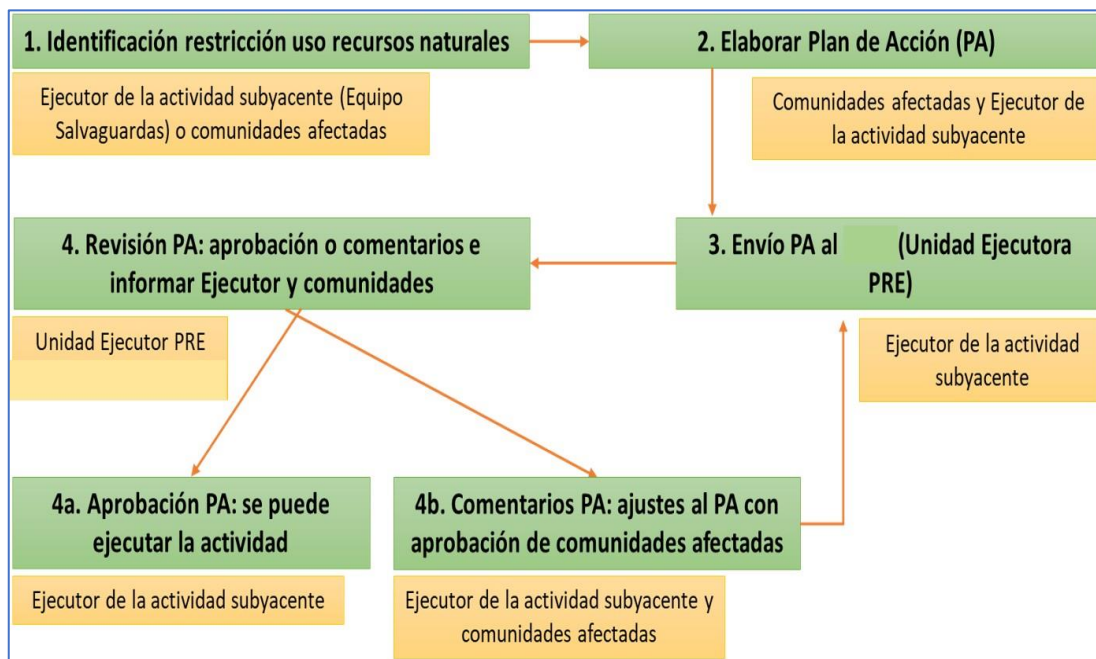 1. Identificación restricción uso recursos naturales
Ejecutor de la actividad subyacente (Equipo
Salvaguardas) o comunidades afectadas
2. Elaborar Plan de Acción (PA)
Comunidades afectadas y Ejecutor de
la actividad subyacente
3. Envío PA al (Unidad Ejecutora
PRE)
Ejecutor de la actividad
subyacente
4. Revisión PA: aprobación o comentarios e
informar Ejecutor y comunidades
Unidad Ejecutor PRE
4a. Aprobación PA: se puede
ejecutar la actividad
Ejecutor de la actividad subyacente
4b. Comentarios PA: ajustes al PA con
aprobación de comunidades afectadas
Ejecutor de la actividad subyacente y
comunidades afectadas